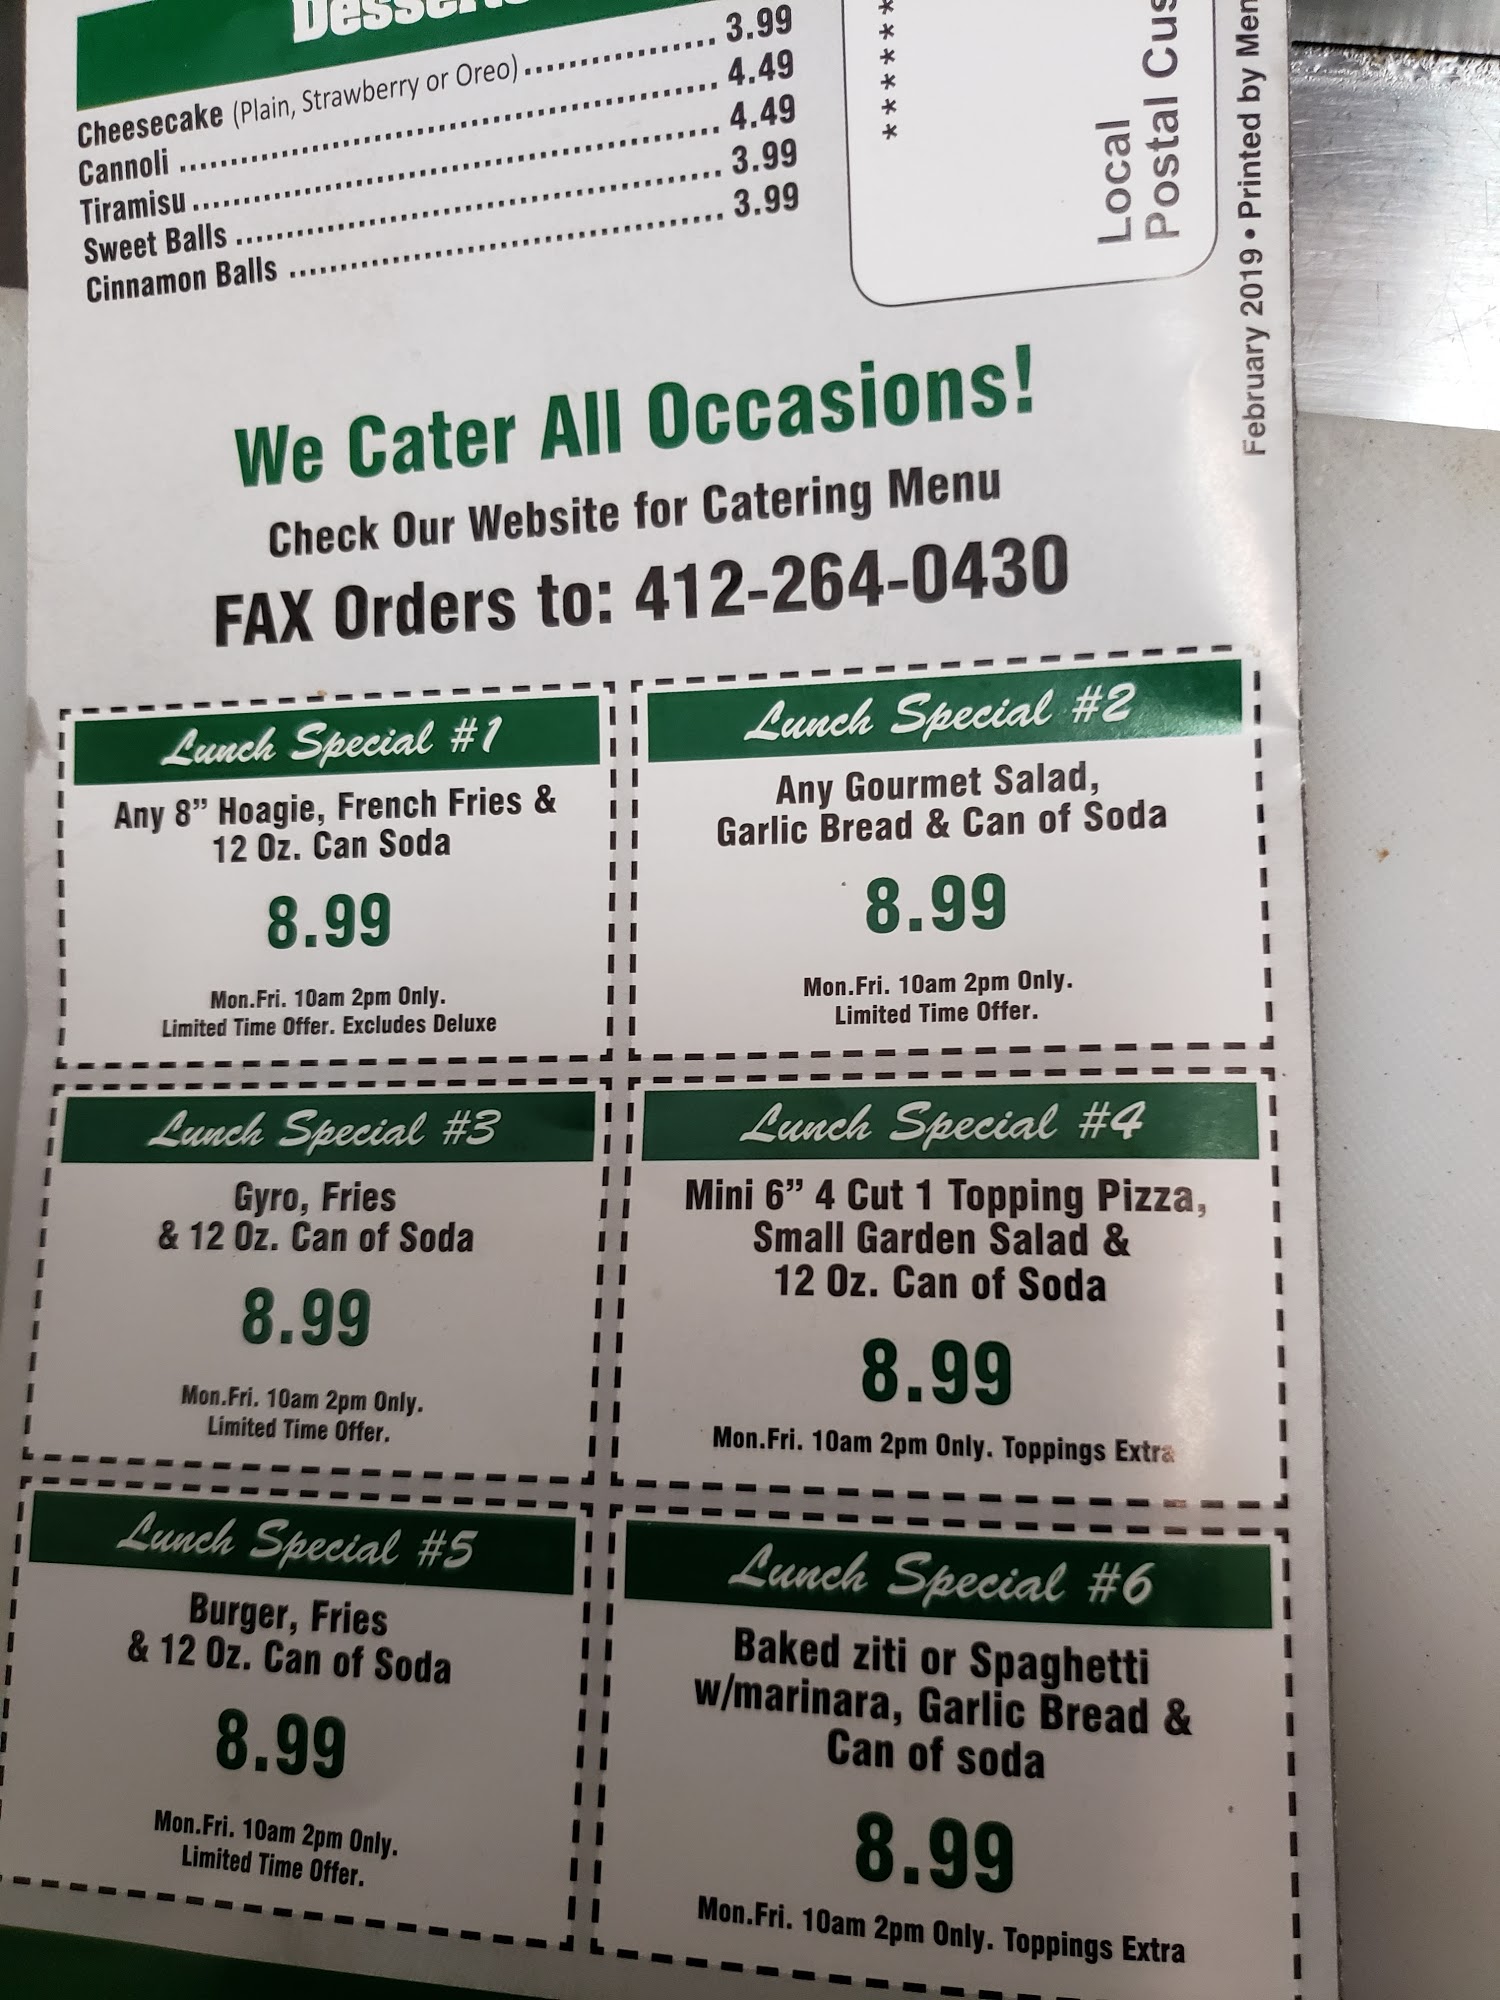 Desserts
Cheesecake (Plain, Strawberry or Oreo) 3.99
Cannoli 4.49
Tiramisu 4.49
Sweet Balls 3.99
Cinnamon Balls 3.99
******
Local
Postal
February 2019 • Printed by
We Cater All Occasions!
Check Our Website for Catering Menu
FAX Orders to: 412-264-0430
Lunch Special #1
Any 8” Hoagie, French Fries &
12 Oz. Can Soda
8.99
Mon.Fri. 10am 2pm Only.
Limited Time Offer. Excludes Deluxe
Lunch Special #2
Any Gourmet Salad,
Garlic Bread & Can of Soda
8.99
Mon.Fri. 10am 2pm Only.
Limited Time Offer.
Lunch Special #3
Gyro, Fries
& 12 Oz. Can of Soda
8.99
Mon.Fri. 10am 2pm Only.
Limited Time Offer.
Lunch Special #4
Mini 6” 4 Cut 1 Topping Pizza,
Small Garden Salad &
12 Oz. Can of Soda
8.99
Mon.Fri. 10am 2pm Only. Toppings Extra
Lunch Special #5
Burger, Fries
& 12 Oz. Can of Soda
8.99
Mon.Fri. 10am 2pm Only.
Limited Time Offer.
Lunch Special #6
Baked ziti or Spaghetti
w/marinara, Garlic Bread &
Can of soda
8.99
Mon.Fri. 10am 2pm Only. Toppings Extra